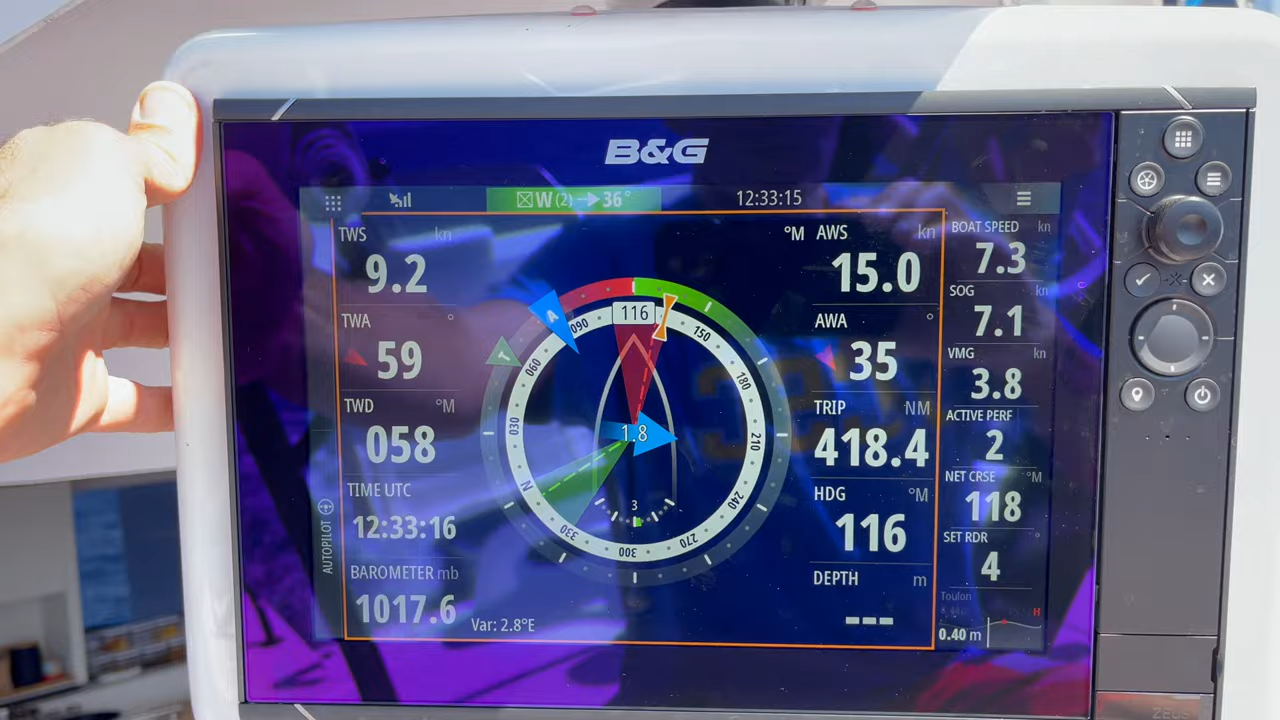 B&G
W (2) 36°
12:33:15
TWS kn
9.2
TWA °
59
TWD °M
058
TIME UTC
12:33:16
BAROMETER mb
1017.6
AUTOPILOT
Var: 2.8°E
°M
116
A
T
090
060
030
N
330
300
270
240
210
180
150
1.8
3
AWS kn
15.0
AWA °
35
TRIP NM
418.4
HDG °M
116
DEPTH m
---
BOAT SPEED kn
7.3
SOG kn
7.1
VMG kn
3.8
ACTIVE PERF
2
NET CRSE °M
118
SET RDR °
4
Toulon
H
0.40 m
ZEUS